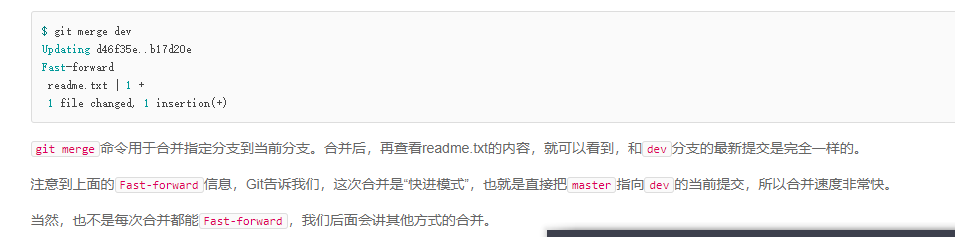 $ git merge dev
Updating d46f35e..b17d20e
Fast-forward
 readme.txt | 1 +
 1 file changed, 1 insertion(+)
git merge命令用于合并指定分支到当前分支。合并后，再查看readme.txt的内容，就可以看到，和dev分支的最新提交是完全一样的。
注意到上面的Fast-forward信息，Git告诉我们，这次合并是“快进模式”，也就是直接把master指向dev的当前提交，所以合并速度非常快。
当然，也不是每次合并都能Fast-forward，我们后面会讲其他方式的合并。